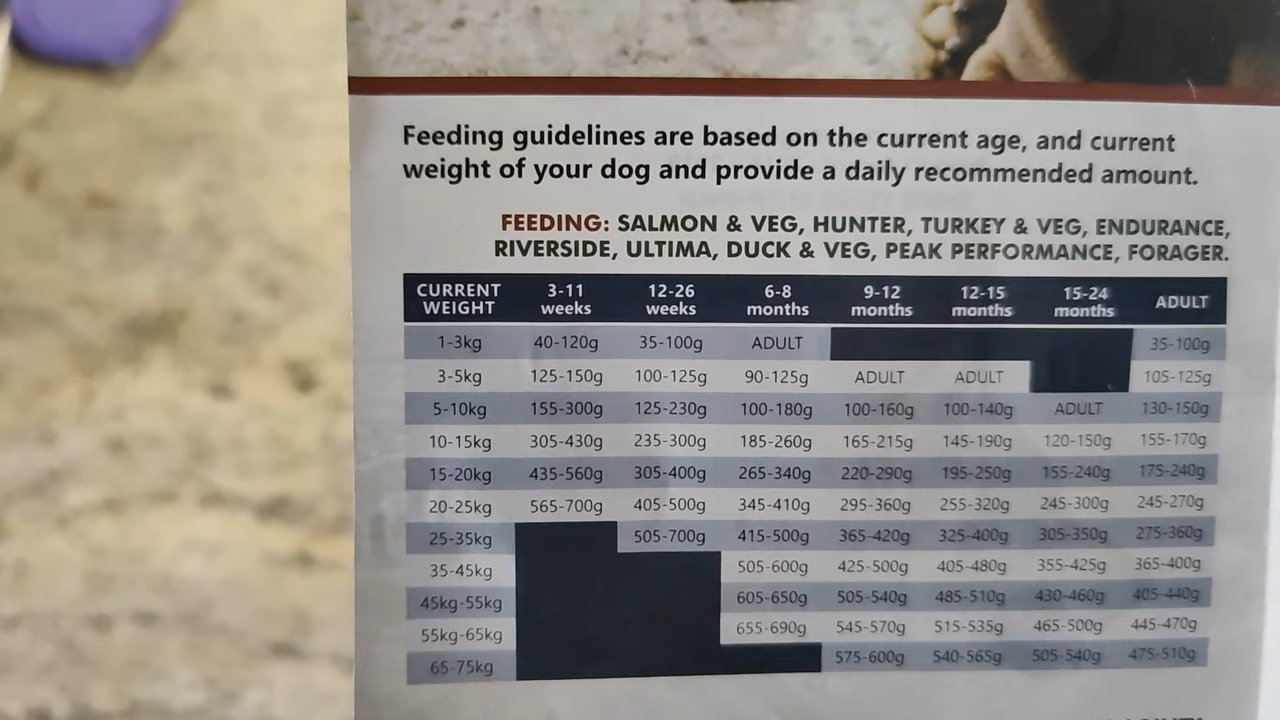 Feeding guidelines are based on the current age, and current
weight of your dog and provide a daily recommended amount.
FEEDING: SALMON & VEG, HUNTER, TURKEY & VEG, ENDURANCE,
RIVERSIDE, ULTIMA, DUCK & VEG, PEAK PERFORMANCE, FORAGER.
CURRENT WEIGHT 3-11 weeks 12-26 weeks 6-8 months 9-12 months 12-15 months 15-24 months ADULT
1-3kg 40-120g 35-100g ADULT 35-100g
3-5kg 125-150g 100-125g 90-125g ADULT ADULT 105-125g
5-10kg 155-300g 125-230g 100-180g 100-160g 100-140g ADULT 130-150g
10-15kg 305-430g 235-300g 185-260g 165-215g 145-190g 120-150g 155-170g
15-20kg 435-560g 305-400g 265-340g 220-290g 195-250g 155-240g 175-240g
20-25kg 565-700g 405-500g 345-410g 295-360g 255-320g 245-300g 245-270g
25-35kg 505-700g 415-500g 365-420g 325-400g 305-350g 275-360g
35-45kg 505-600g 425-500g 405-480g 355-425g 365-400g
45kg-55kg 605-650g 505-540g 485-510g 430-460g 405-440g
55kg-65kg 655-690g 545-570g 515-535g 465-500g 445-470g
65-75kg 575-600g 540-565g 505-540g 475-510g